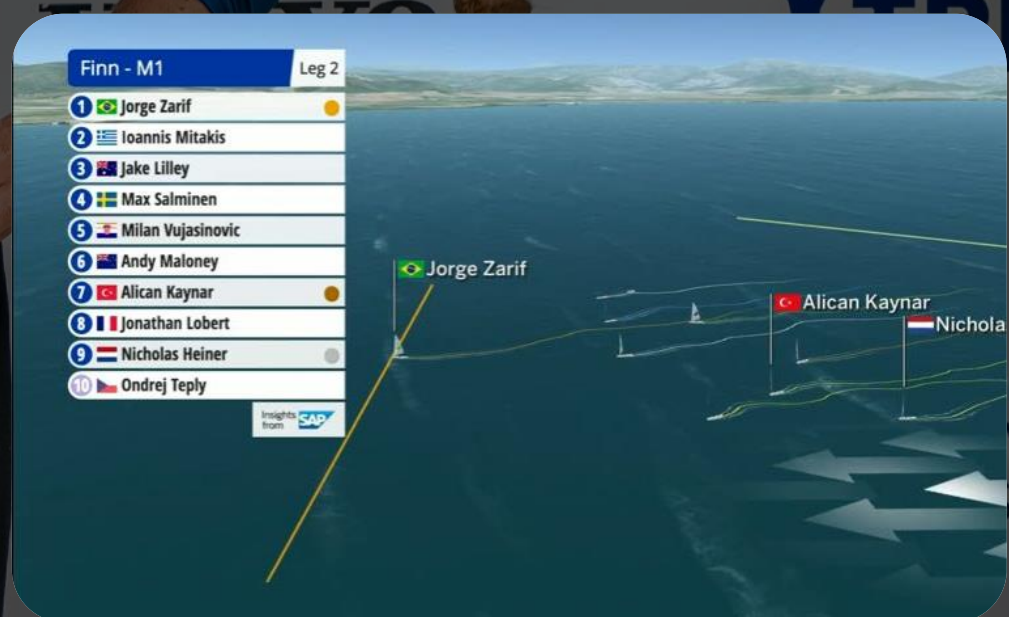 Finn - M1 Leg 2
1 Jorge Zarif
2 Ioannis Mitakis
3 Jake Lilley
4 Max Salminen
5 Milan Vujasinovic
6 Andy Maloney
7 Alican Kaynar
8 Jonathan Lobert
9 Nicholas Heiner
10 Ondrej Teply
Insights
from SAP
Jorge Zarif
Alican Kaynar
Nichola